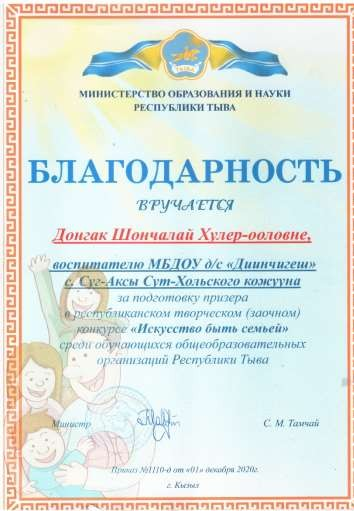 ТЫВА
МИНИСТЕРСТВО ОБРАЗОВАНИЯ И НАУКИ
РЕСПУБЛИКИ ТЫВА
БЛАГОДАРНОСТЬ
ВРУЧАЕТСЯ
Донгак Шончалай Хулер-ооловне,
воспитателю МБДОУ д/с «Диинчигеш»
с. Суг-Аксы Сут-Хольского кожууна
за подготовку призера
в республиканском творческом (заочном)
конкурсе «Искусство быть семьей»
среди обучающихся общеобразовательных
организаций Республики Тыва
Министр С. М. Тамчай
Приказ №1110-д от «01» декабря 2020г.
г. Кызыл